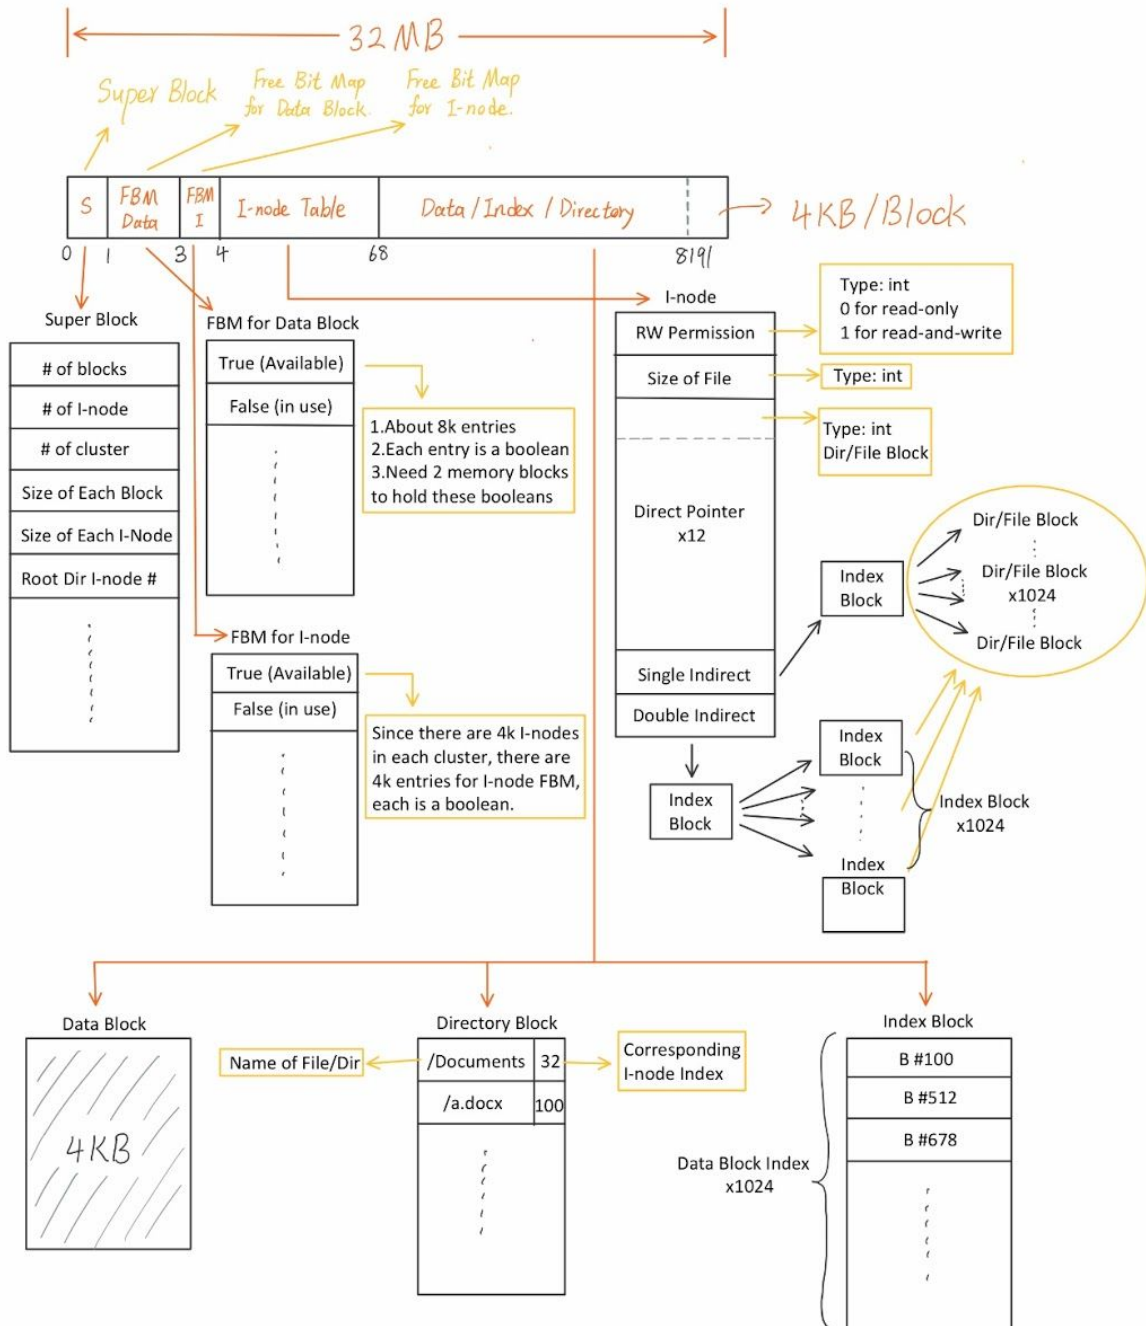 32 MB
Super Block
Free Bit Map
for Data Block.
Free Bit Map
for I-node.
S
FBM
Data
FBM
I
I-node Table
Data / Index / Directory
4KB/Block
0
1
3
4
68
8191
Super Block
# of blocks
# of I-node
# of cluster
Size of Each Block
Size of Each I-Node
Root Dir I-node #
FBM for Data Block
True (Available)
False (in use)
1.About 8k entries
2.Each entry is a boolean
3.Need 2 memory blocks
to hold these booleans
FBM for I-node
True (Available)
False (in use)
Since there are 4k I-nodes
in each cluster, there are
4k entries for I-node FBM,
each is a boolean.
I-node
RW Permission
Size of File
Direct Pointer
x12
Single Indirect
Double Indirect
Type: int
0 for read-only
1 for read-and-write
Type: int
Type: int
Dir/File Block
Index
Block
Dir/File Block
Dir/File Block
x1024
Dir/File Block
Index
Block
Index
Block
Index
Block
Index Block
x1024
Data Block
4KB
Directory Block
Name of File/Dir
/Documents 32
/a.docx 100
Corresponding
I-node Index
Index Block
B #100
B #512
B #678
Data Block Index
x1024